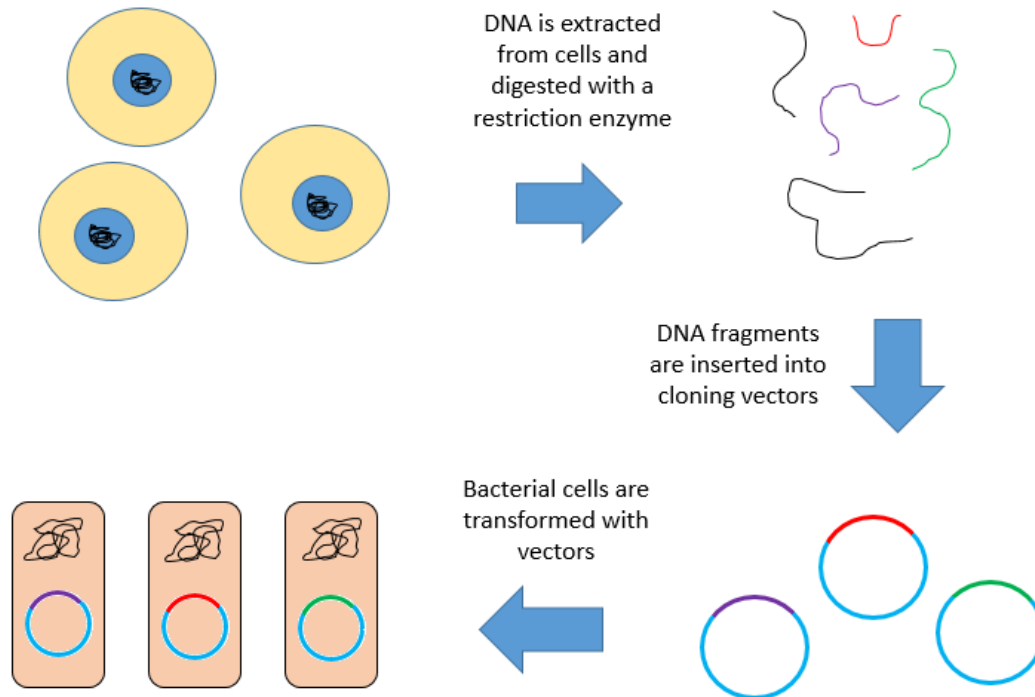 DNA is extracted
from cells and
digested with a
restriction enzyme
DNA fragments
are inserted into
cloning vectors
Bacterial cells are
transformed with
vectors